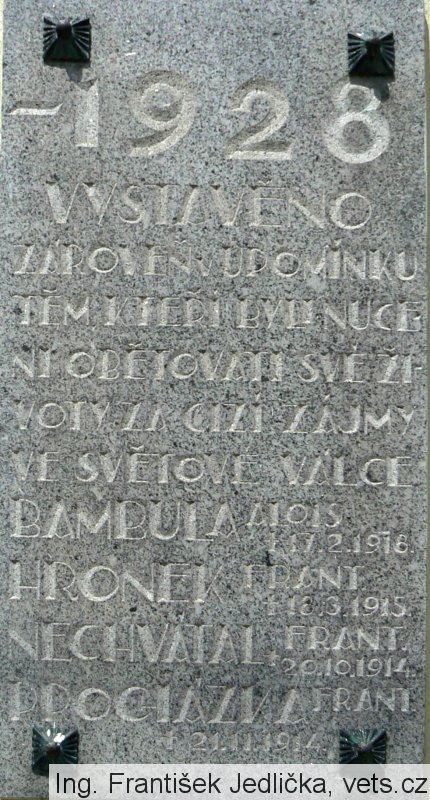 -1928
VYSTAVĚNO
ZÁROVEŇ V ÚPOMÍNKU
TĚM, KTEŘÍ BYLI NUCE-
NI OBĚTOVATI SVÉ ŽI-
VOTY ZA CIZÍ ZÁJMY
VE SVĚTOVÉ VÁLCE
BAMBULA ALOIS
†17.2.1918.
HRONEK FRANT.
†18.3.1915.
NECHVÁTAL FRANT.
†20.10.1914.
PROCHÁZKA FRANT.
†21.11.1914.
Ing. František Jedlička, vets.cz